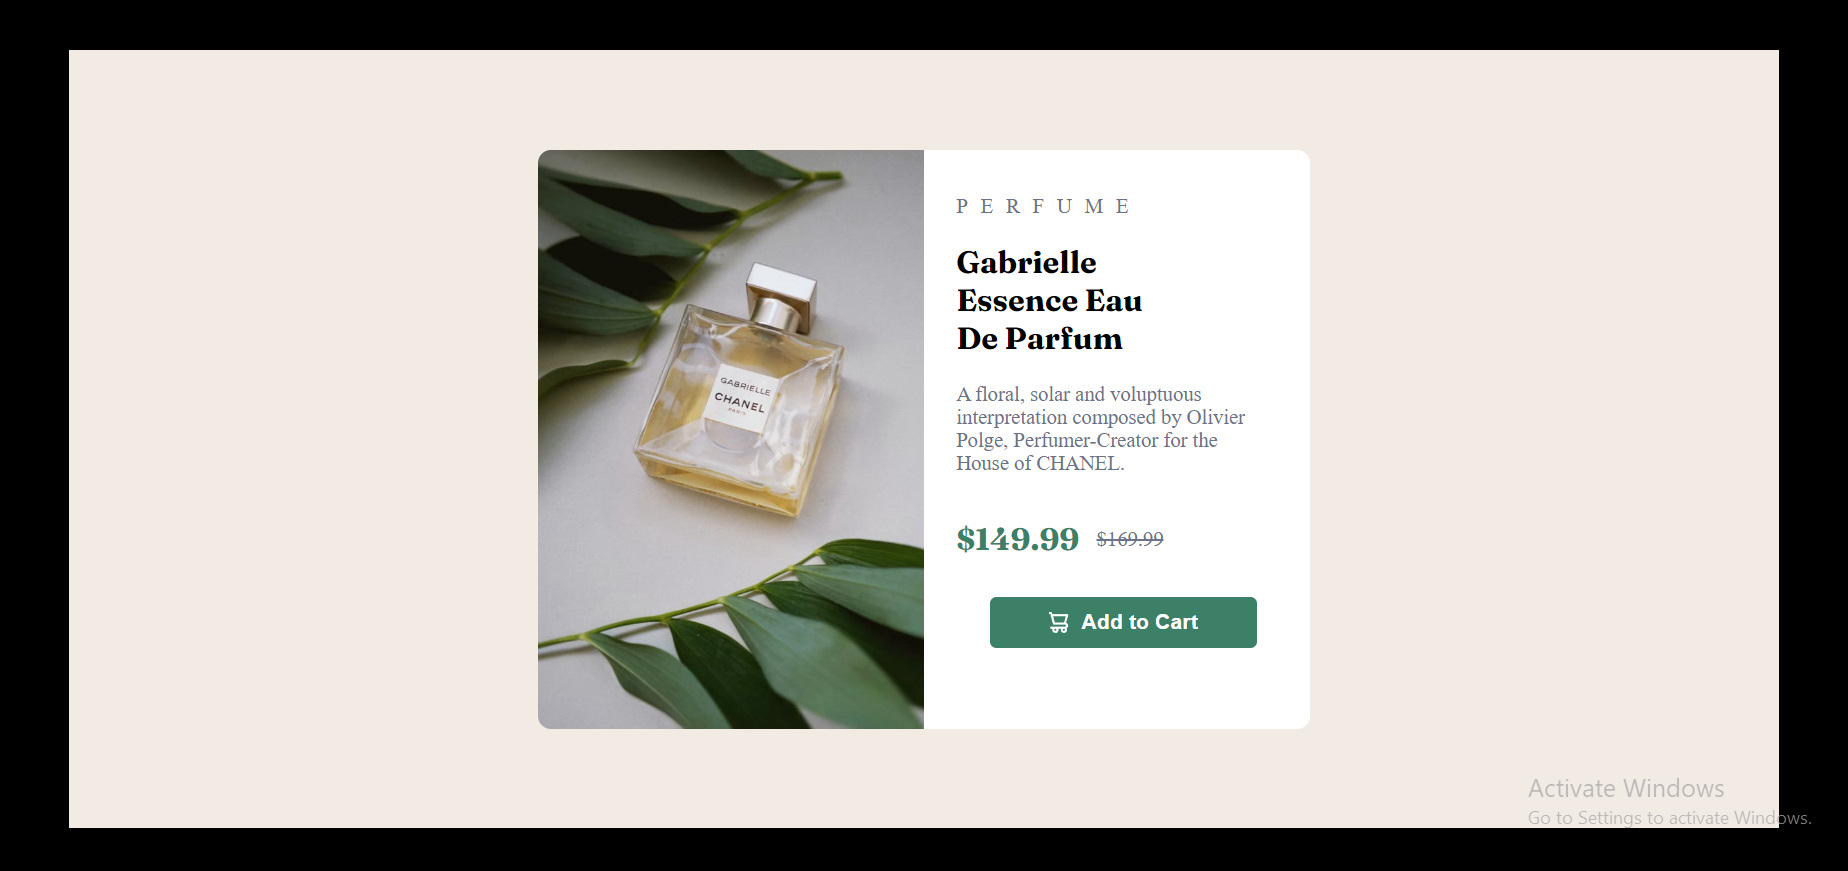 PERFUME
Gabrielle
Essence Eau
De Parfum
A floral, solar and voluptuous
interpretation composed by Olivier
Polge, Perfumer-Creator for the
House of CHANEL.
$149.99 $169.99
Add to Cart
GABRIELLE
CHANEL
PARIS
Activate Windows
Go to Settings to activate Windows.